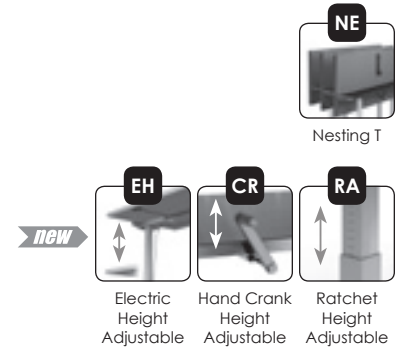 NE
Nesting T
new
EH
CR
RA
Electric
Height
Adjustable
Hand Crank
Height
Adjustable
Ratchet
Height
Adjustable